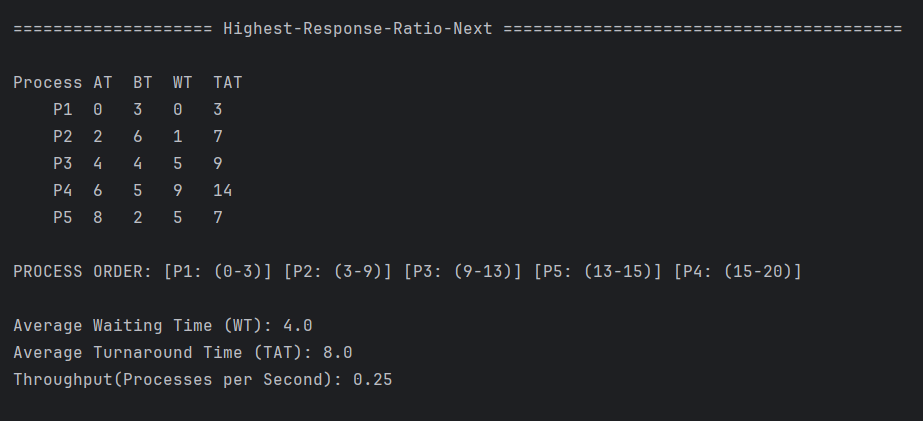 ==================== Highest-Response-Ratio-Next ========================================
Process AT  BT  WT  TAT
    P1  0   3   0   3
    P2  2   6   1   7
    P3  4   4   5   9
    P4  6   5   9   14
    P5  8   2   5   7
PROCESS ORDER: [P1: (0-3)] [P2: (3-9)] [P3: (9-13)] [P5: (13-15)] [P4: (15-20)]
Average Waiting Time (WT): 4.0
Average Turnaround Time (TAT): 8.0
Throughput(Processes per Second): 0.25